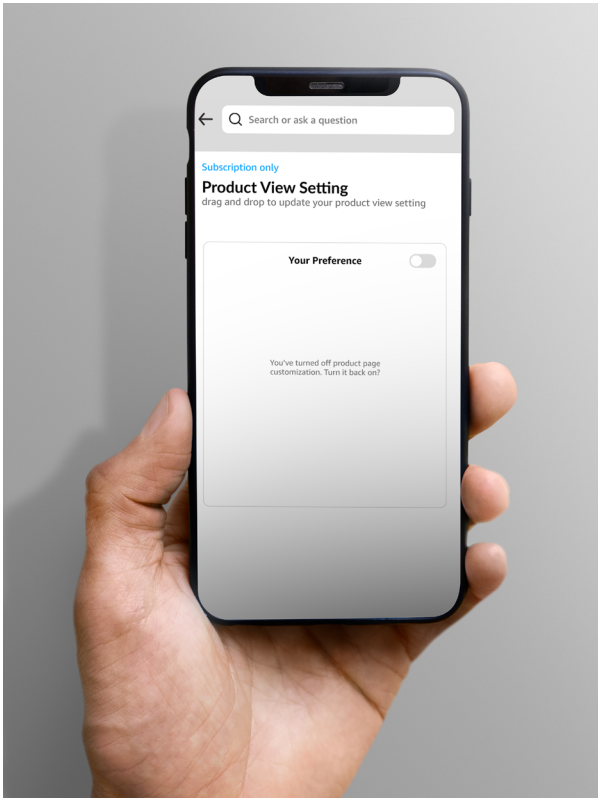 Search or ask a question
Subscription only
Product View Setting
drag and drop to update your product view setting
Your Preference
You've turned off product page
customization. Turn it back on?